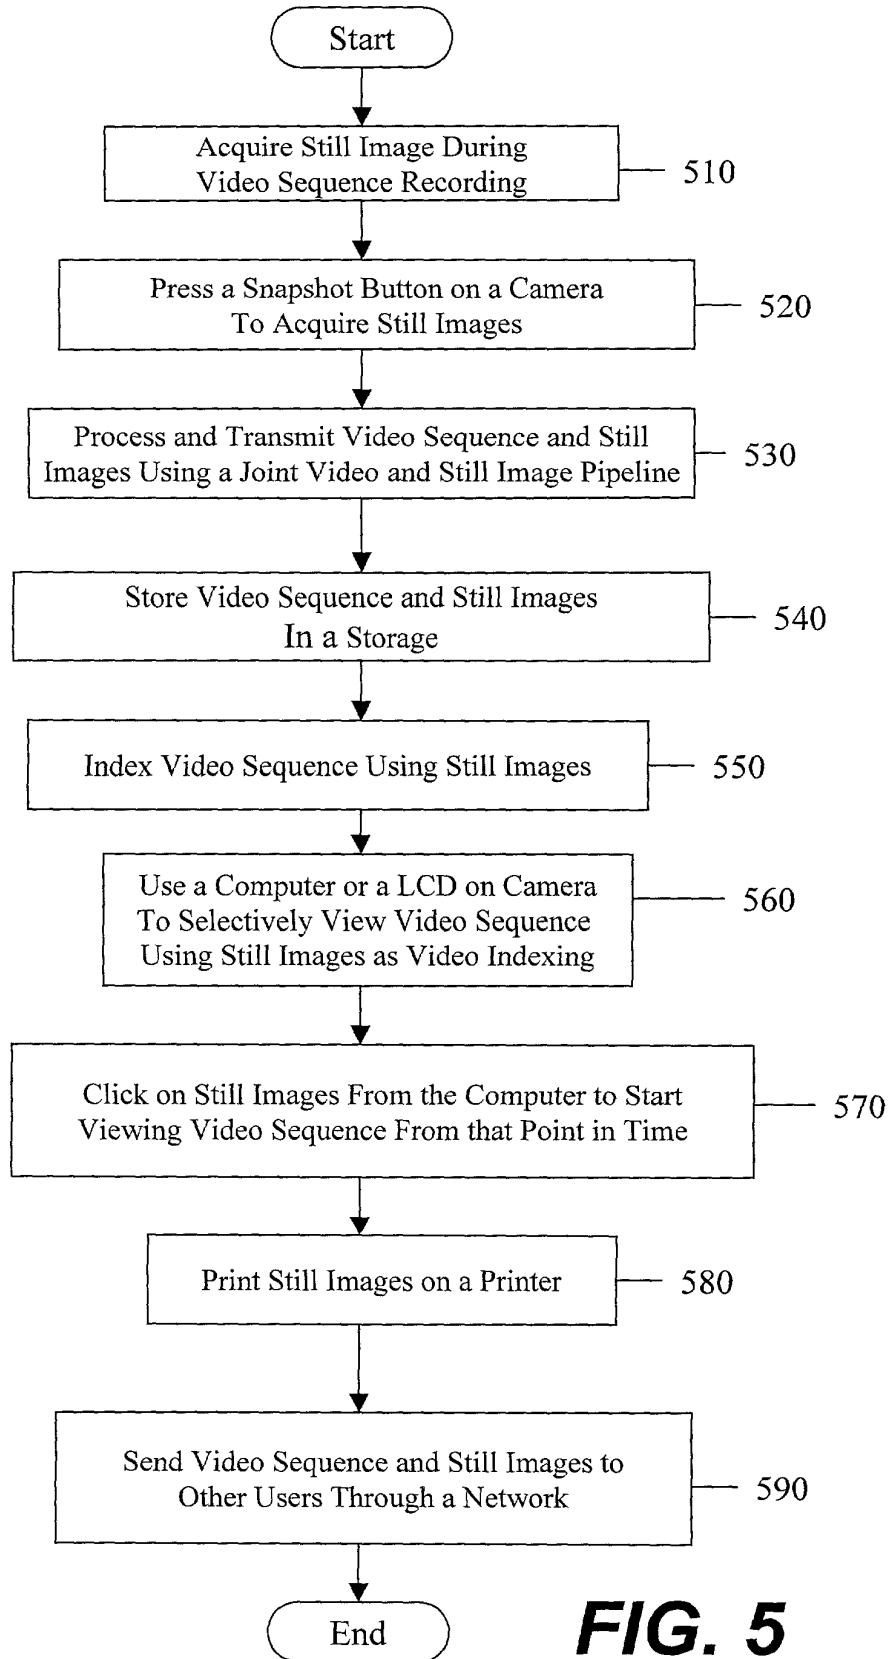 Start
Acquire Still Image During
Video Sequence Recording
510
Press a Snapshot Button on a Camera
To Acquire Still Images
520
Process and Transmit Video Sequence and Still
Images Using a Joint Video and Still Image Pipeline
530
Store Video Sequence and Still Images
In a Storage
540
Index Video Sequence Using Still Images
550
Use a Computer or a LCD on Camera
To Selectively View Video Sequence
Using Still Images as Video Indexing
560
Click on Still Images From the Computer to Start
Viewing Video Sequence From that Point in Time
570
Print Still Images on a Printer
580
Send Video Sequence and Still Images to
Other Users Through a Network
590
End
FIG. 5